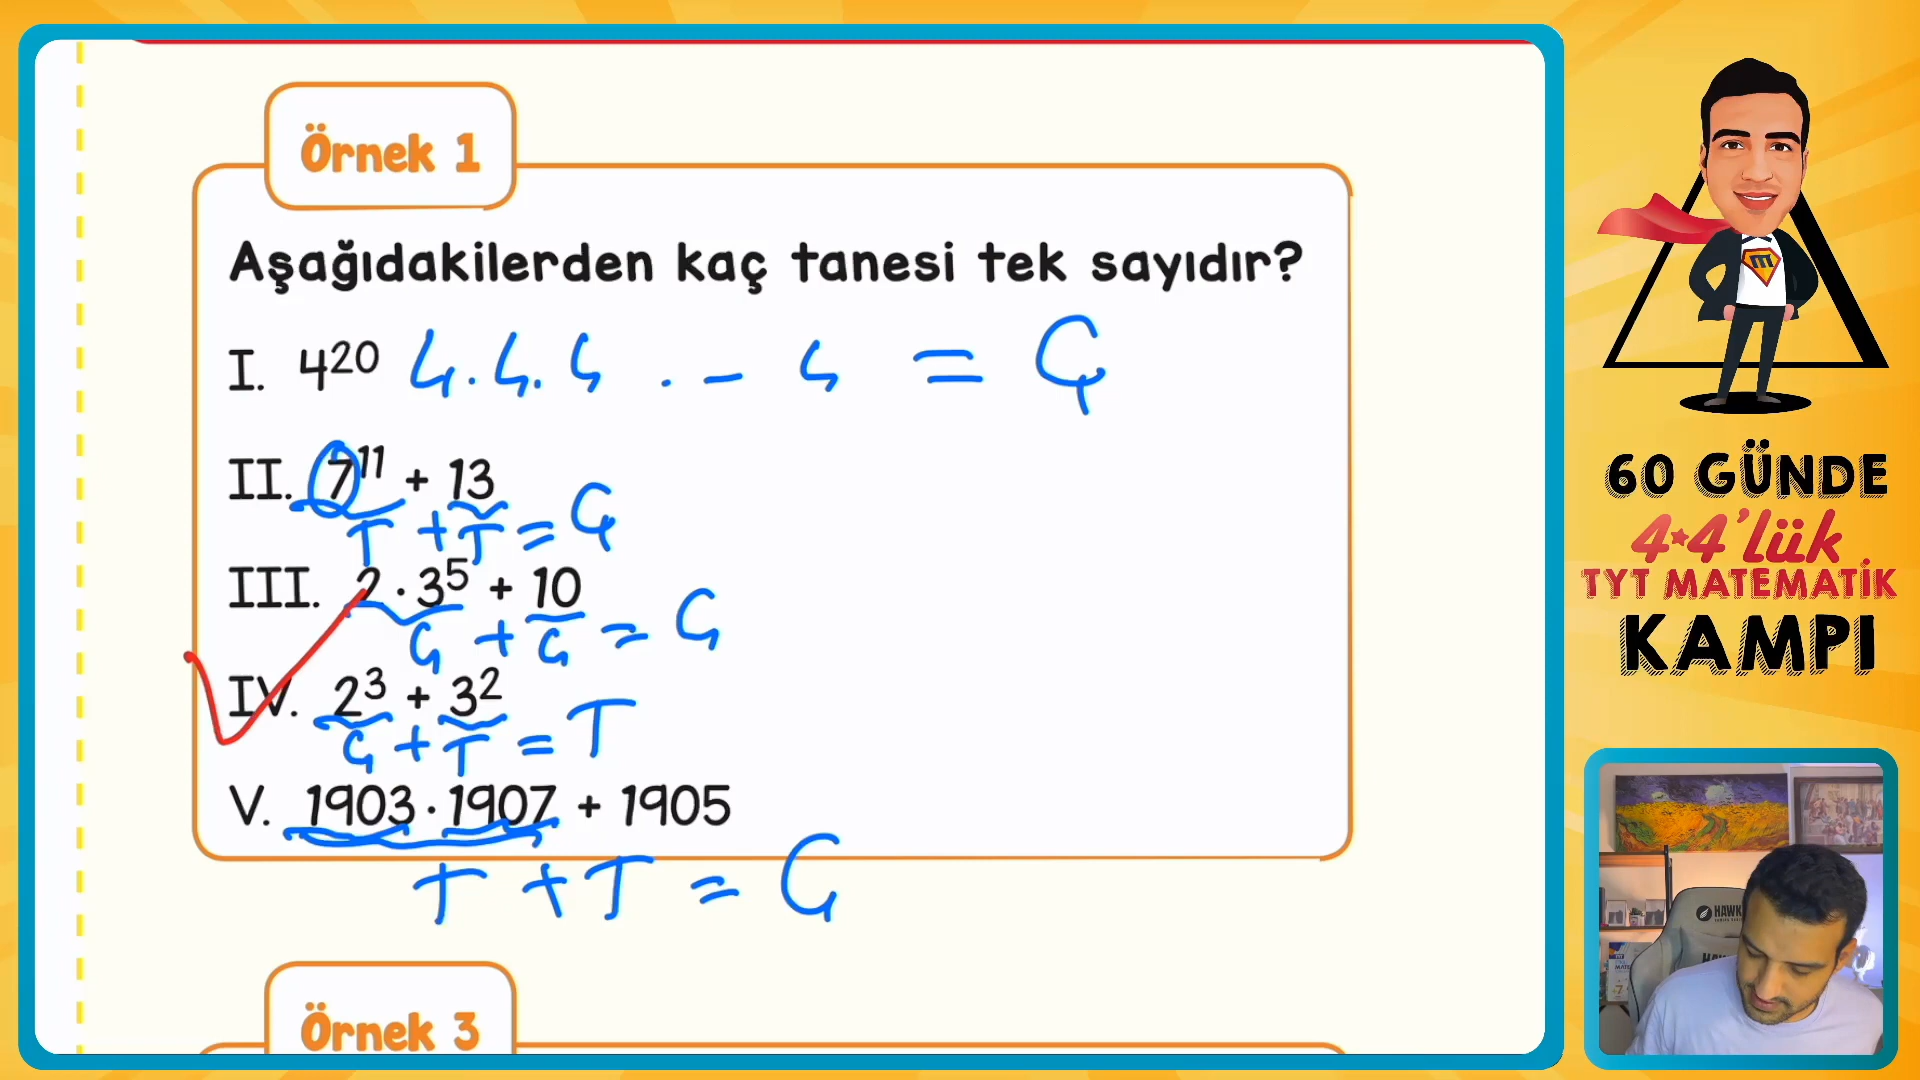 Örnek 1
Aşağıdakilerden kaç tanesi tek sayıdır?
I. 4²⁰ 4.4.4 . - 4 = Ç
II. 7¹¹ + 13
T + T = Ç
III. 2 · 3⁵ + 10
Ç + Ç = Ç
IV. 2³ + 3²
Ç + T = T
V. 1903 · 1907 + 1905
T + T = Ç
Örnek 3
M
60 GÜNDE
4*4'lük
TYT MATEMATİK
KAMPI
HAWK